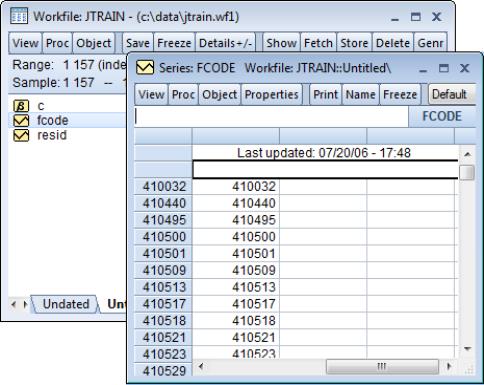 Workfile: JTRAIN - (c:\data\jtrain.wf1)
View Proc Object Save Freeze Details+/- Show Fetch Store Delete Genr
Range: 1 157 (inde
Sample: 1 157 -- 1
c
fcode
resid
Undated
Series: FCODE Workfile: JTRAIN::Untitled\
View Proc Object Properties Print Name Freeze Default
FCODE
Last updated: 07/20/06 - 17:48
410032 410032
410440 410440
410495 410495
410500 410500
410501 410501
410509 410509
410513 410513
410517 410517
410518 410518
410521 410521
410523 410523
410529